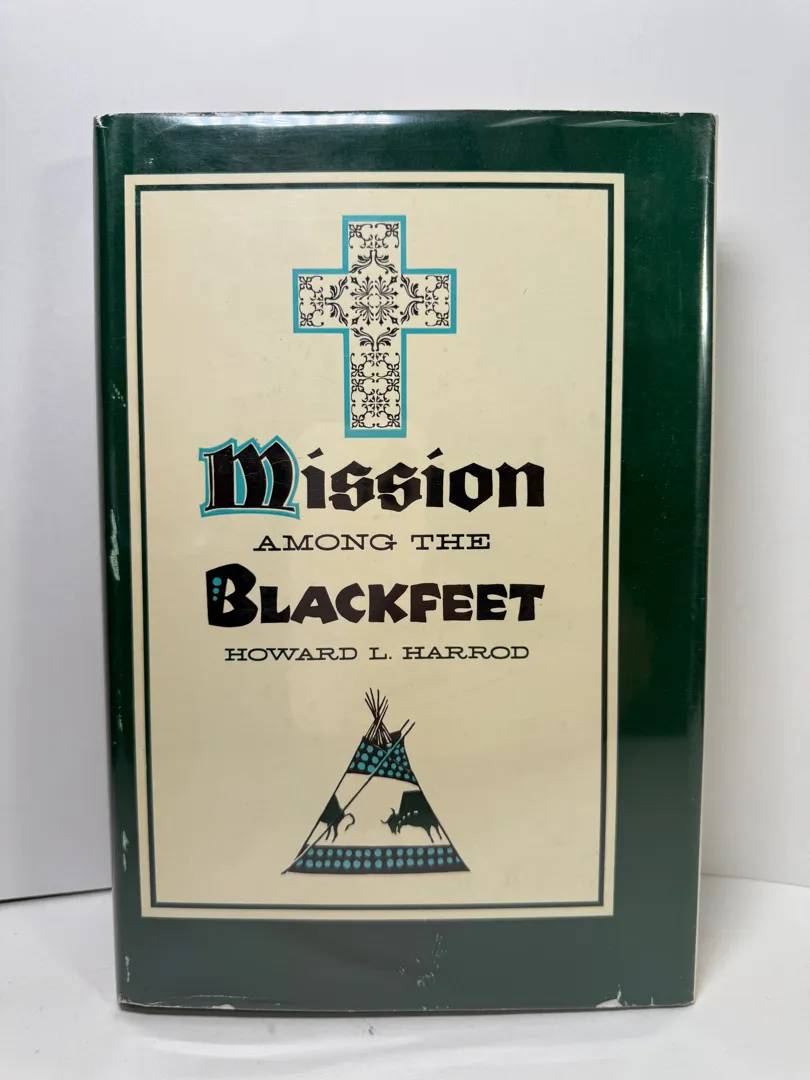 Mission
AMONG THE
BLACKFEET
HOWARD L. HARROD